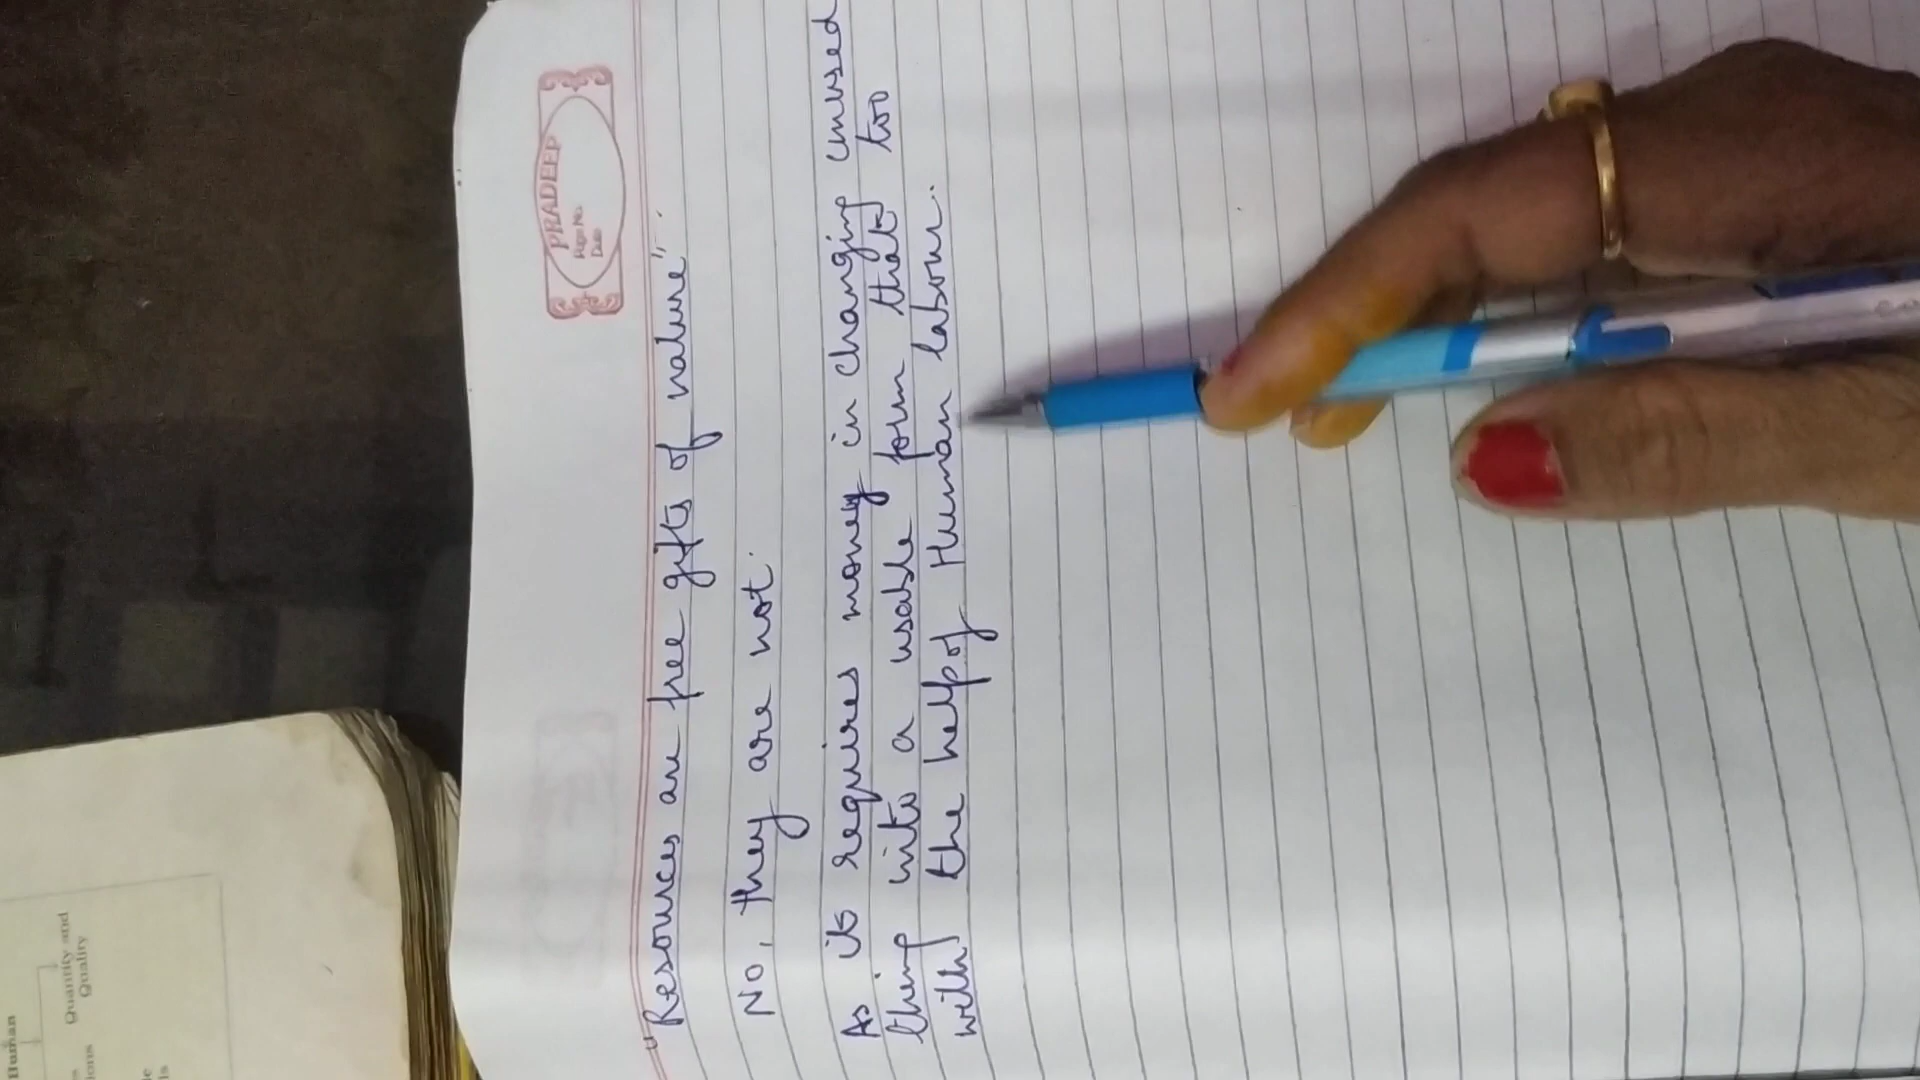 PRADEEP
Page No.
Date
"Resources are free gifts of nature".
No, they are not.
As it requires money in changing unused
thing into a usable form that too
with the help of Human labour.
Human
Quantity and
Quality